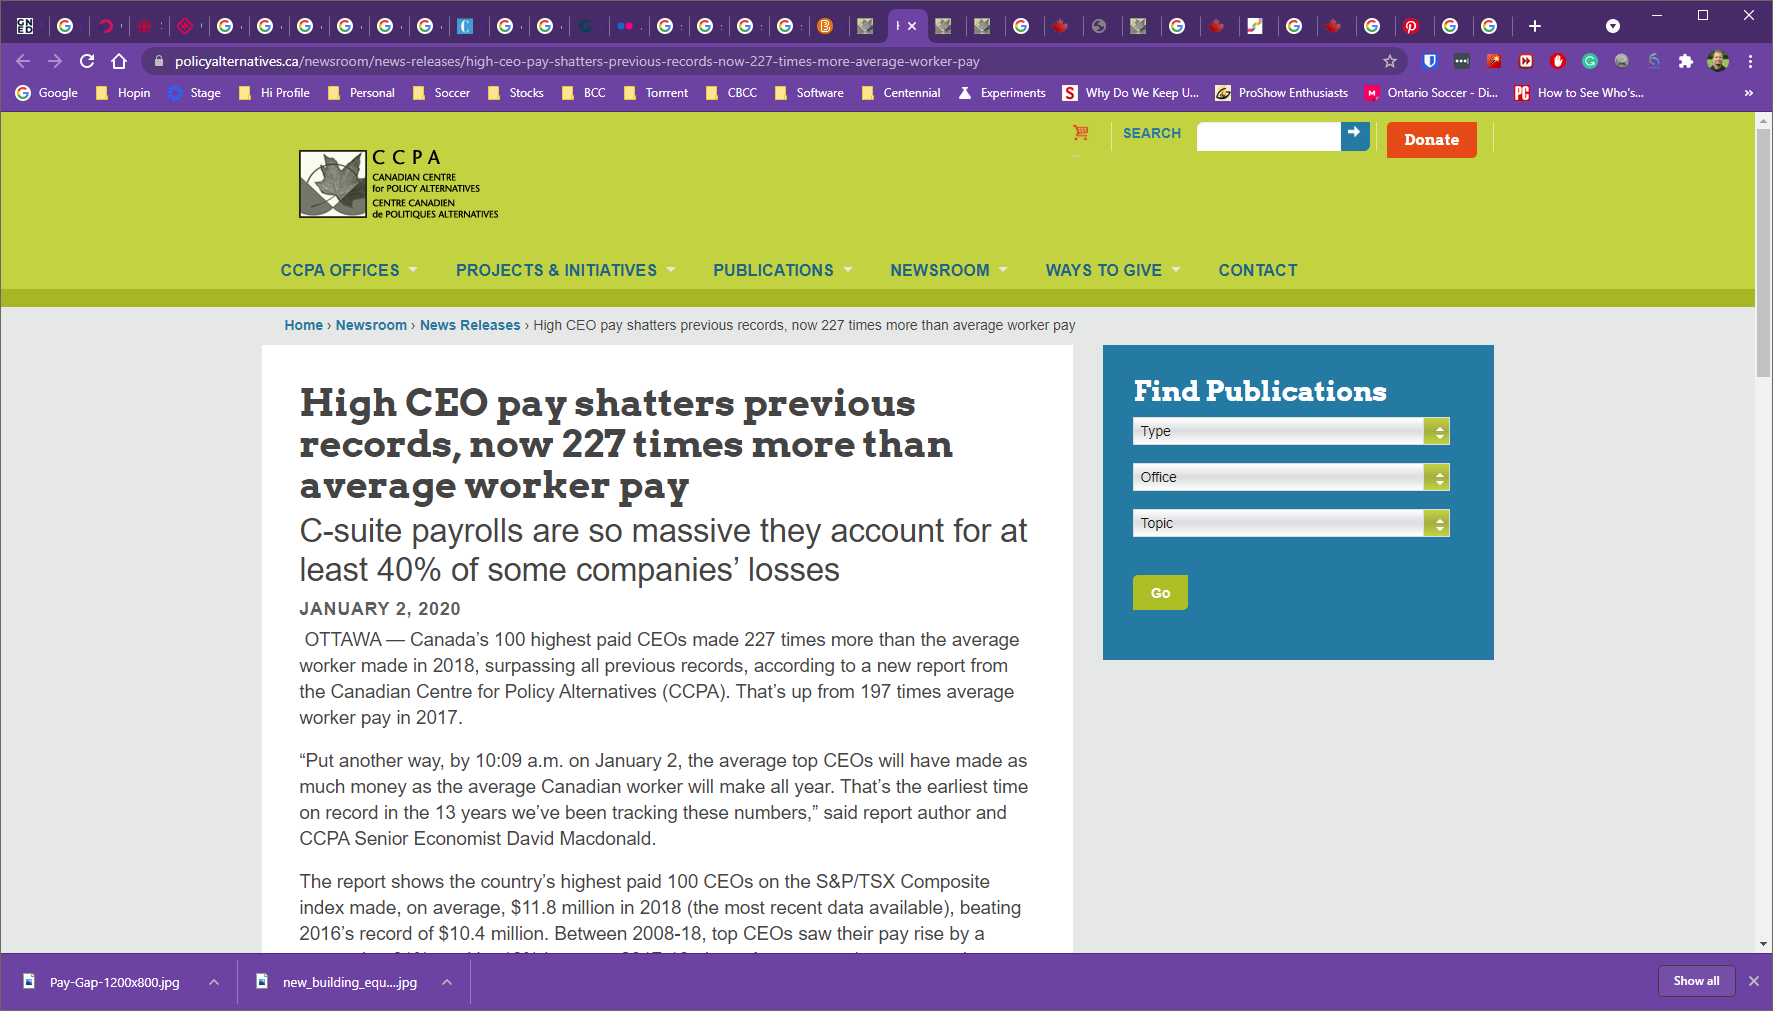 policyalternatives.ca/newsroom/news-releases/high-ceo-pay-shatters-previous-records-now-227-times-more-average-worker-pay
Google Hopin Stage Hi Profile Personal Soccer Stocks BCC Torrrent CBCC Software Centennial Experiments Why Do We Keep U... ProShow Enthusiasts Ontario Soccer - Di... How to See Who's...
SEARCH
Donate
CCPA
CANADIAN CENTRE
for POLICY ALTERNATIVES
CENTRE CANADIEN
de POLITIQUES ALTERNATIVES
CCPA OFFICES PROJECTS & INITIATIVES PUBLICATIONS NEWSROOM WAYS TO GIVE CONTACT
Home › Newsroom › News Releases › High CEO pay shatters previous records, now 227 times more than average worker pay
High CEO pay shatters previous
records, now 227 times more than
average worker pay
C-suite payrolls are so massive they account for at
least 40% of some companies’ losses
JANUARY 2, 2020
OTTAWA — Canada’s 100 highest paid CEOs made 227 times more than the average
worker made in 2018, surpassing all previous records, according to a new report from
the Canadian Centre for Policy Alternatives (CCPA). That’s up from 197 times average
worker pay in 2017.
“Put another way, by 10:09 a.m. on January 2, the average top CEOs will have made as
much money as the average Canadian worker will make all year. That’s the earliest time
on record in the 13 years we’ve been tracking these numbers,” said report author and
CCPA Senior Economist David Macdonald.
The report shows the country’s highest paid 100 CEOs on the S&P/TSX Composite
index made, on average, $11.8 million in 2018 (the most recent data available), beating
2016’s record of $10.4 million. Between 2008-18, top CEOs saw their pay rise by a
Find Publications
Type
Office
Topic
Go
Pay-Gap-1200x800.jpg
new_building_equ....jpg
Show all